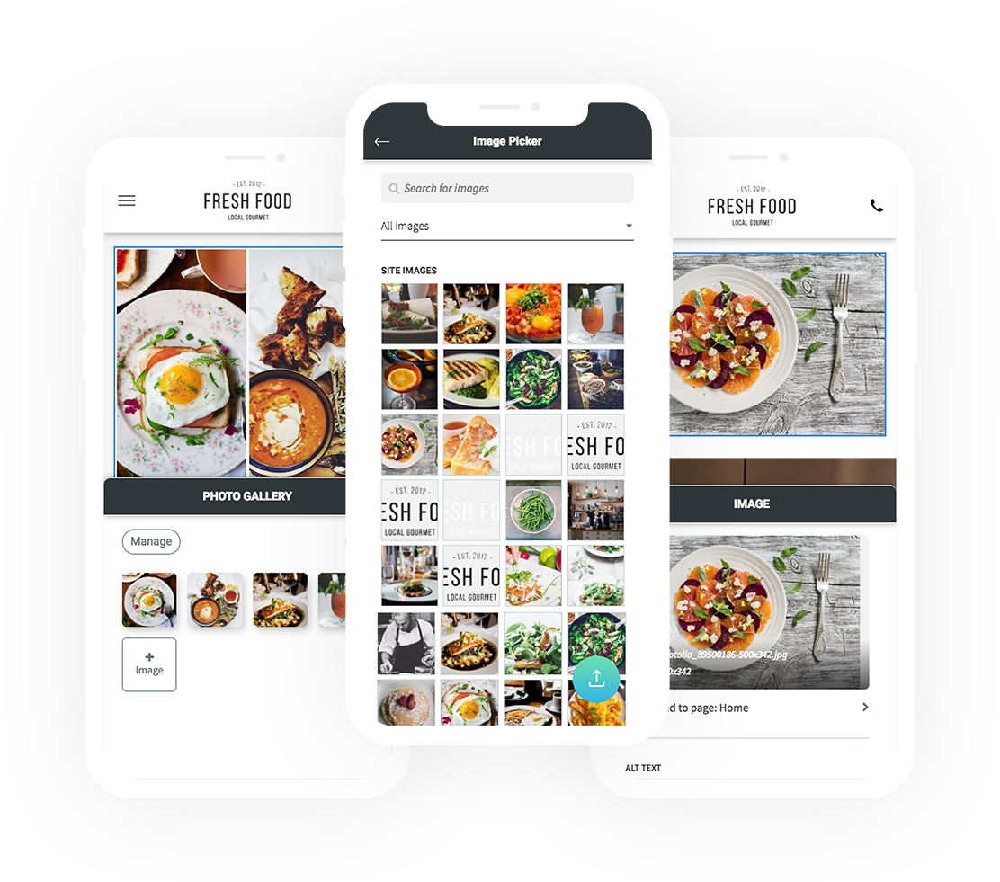 - EST. 2012 -
FRESH FOOD
LOCAL GOURMET
PHOTO GALLERY
Manage
+
Image
Image Picker
Search for images
All Images
SITE IMAGES
- EST. 2012 -
ESH FO
ESH FO
LOCAL GOURMET
LOCAL GOURMET
- EST. 2012 -
ESH FO
ESH FO
LOCAL GOURMET
LOCAL GOURMET
- EST. 2012 -
ESH FO
LOCAL GOURMET
- EST. 2012 -
FRESH FOOD
LOCAL GOURMET
IMAGE
otolia_89500186-500x342.jpg
0x342
d to page: Home
ALT TEXT